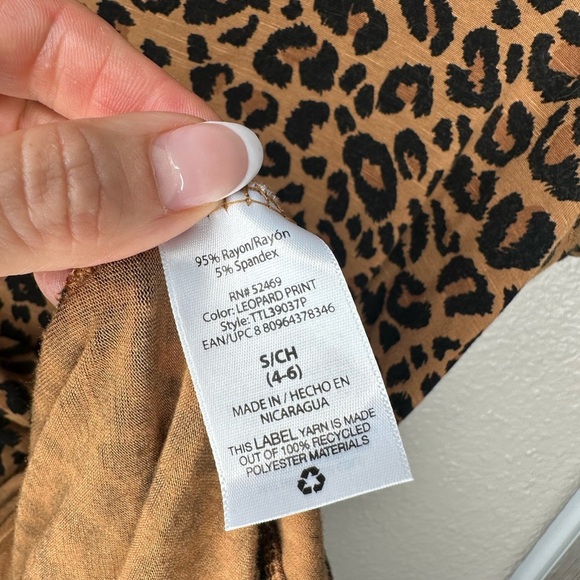 95% Rayon/Rayón
5% Spandex
RN# 52469
Color: LEOPARD PRINT
Style: TTL39037P
EAN/UPC 8 80964378346
S/CH
(4-6)
MADE IN / HECHO EN
NICARAGUA
THIS LABEL YARN IS MADE
OUT OF 100% RECYCLED
POLYESTER MATERIALS